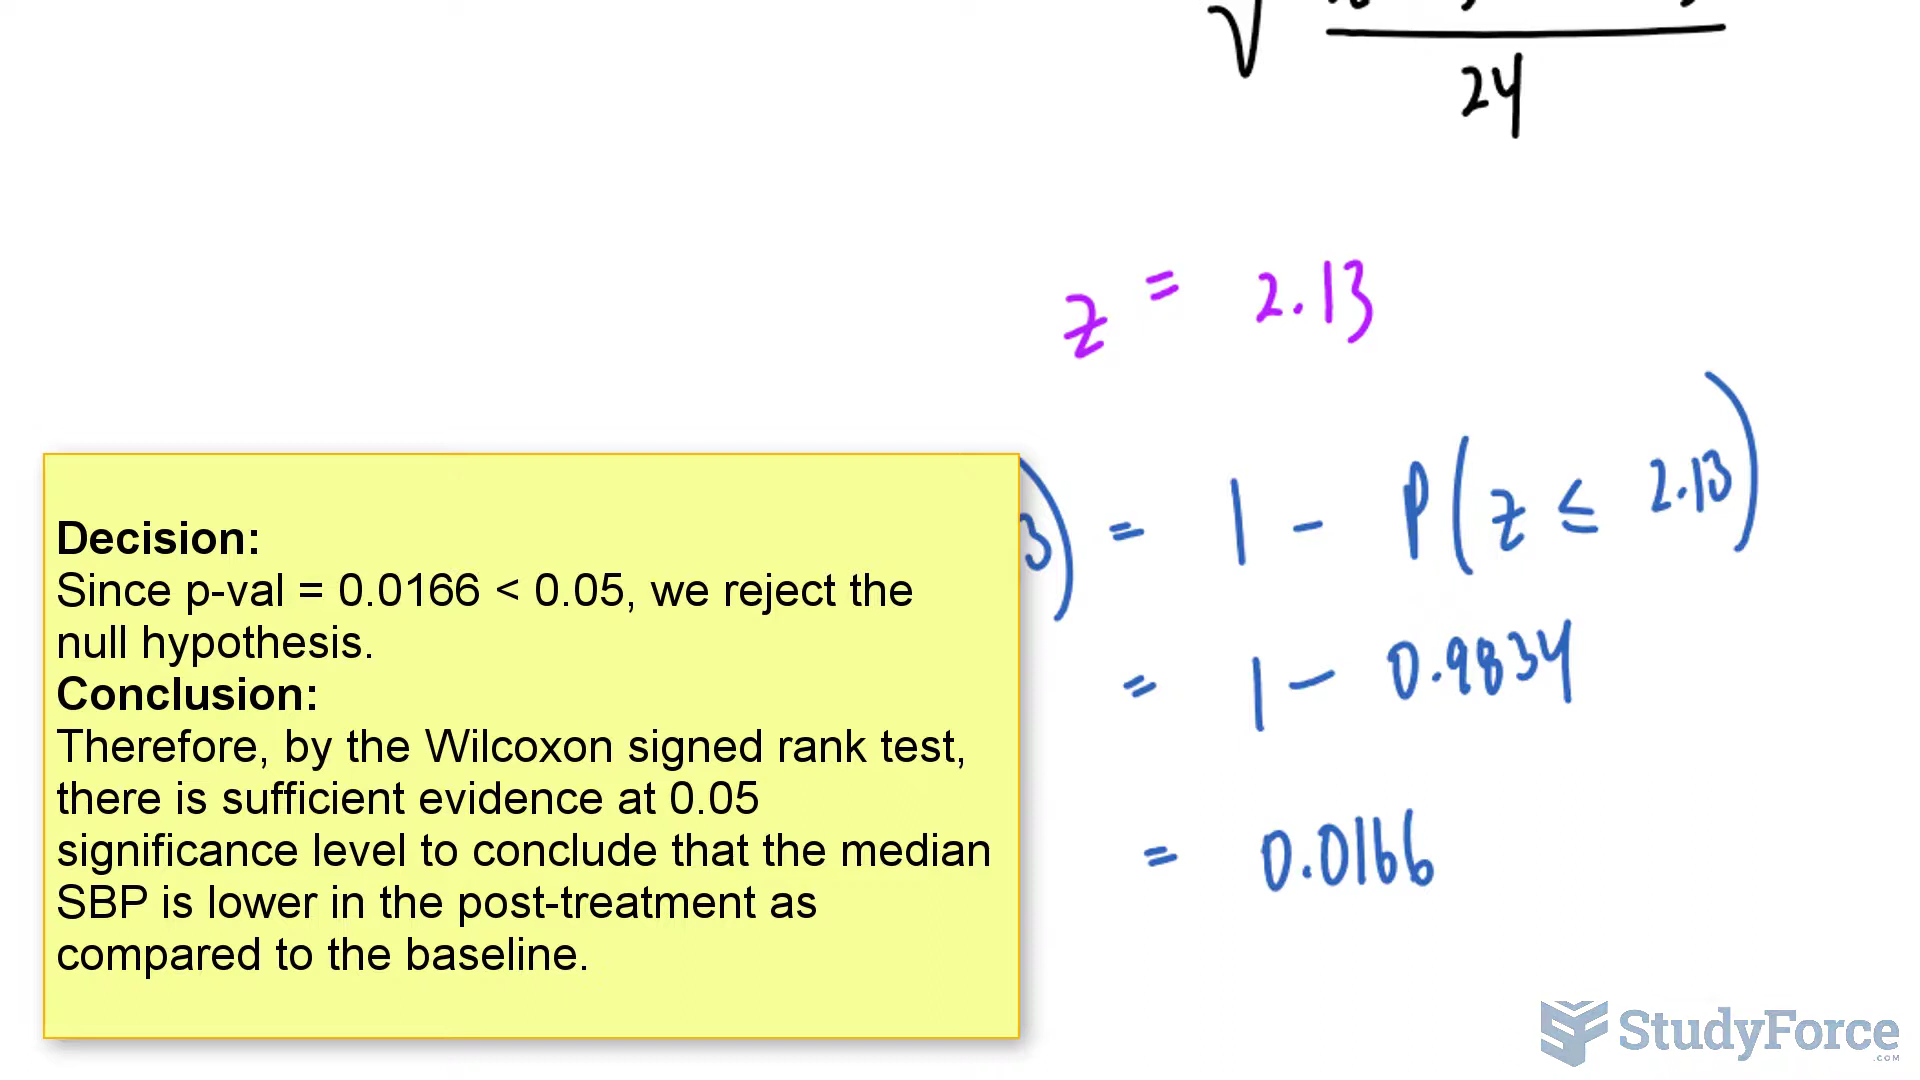 24
z = 2.13
3) = 1 - P(z ≤ 2.13)
= 1 - 0.9834
= 0.0166
Decision:
Since p-val = 0.0166 < 0.05, we reject the
null hypothesis.
Conclusion:
Therefore, by the Wilcoxon signed rank test,
there is sufficient evidence at 0.05
significance level to conclude that the median
SBP is lower in the post-treatment as
compared to the baseline.
StudyForce
.COM